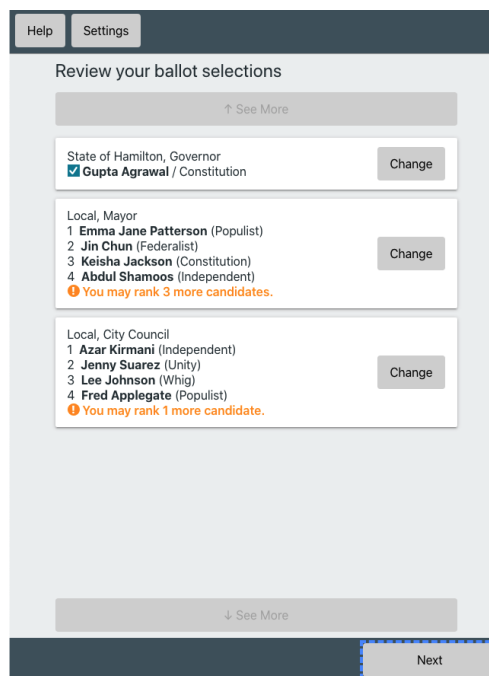 Help Settings
Review your ballot selections
↑ See More
State of Hamilton, Governor
Gupta Agrawal / Constitution
Change
Local, Mayor
1 Emma Jane Patterson (Populist)
2 Jin Chun (Federalist)
3 Keisha Jackson (Constitution)
4 Abdul Shamoos (Independent)
You may rank 3 more candidates.
Change
Local, City Council
1 Azar Kirmani (Independent)
2 Jenny Suarez (Unity)
3 Lee Johnson (Whig)
4 Fred Applegate (Populist)
You may rank 1 more candidate.
Change
↓ See More
Next